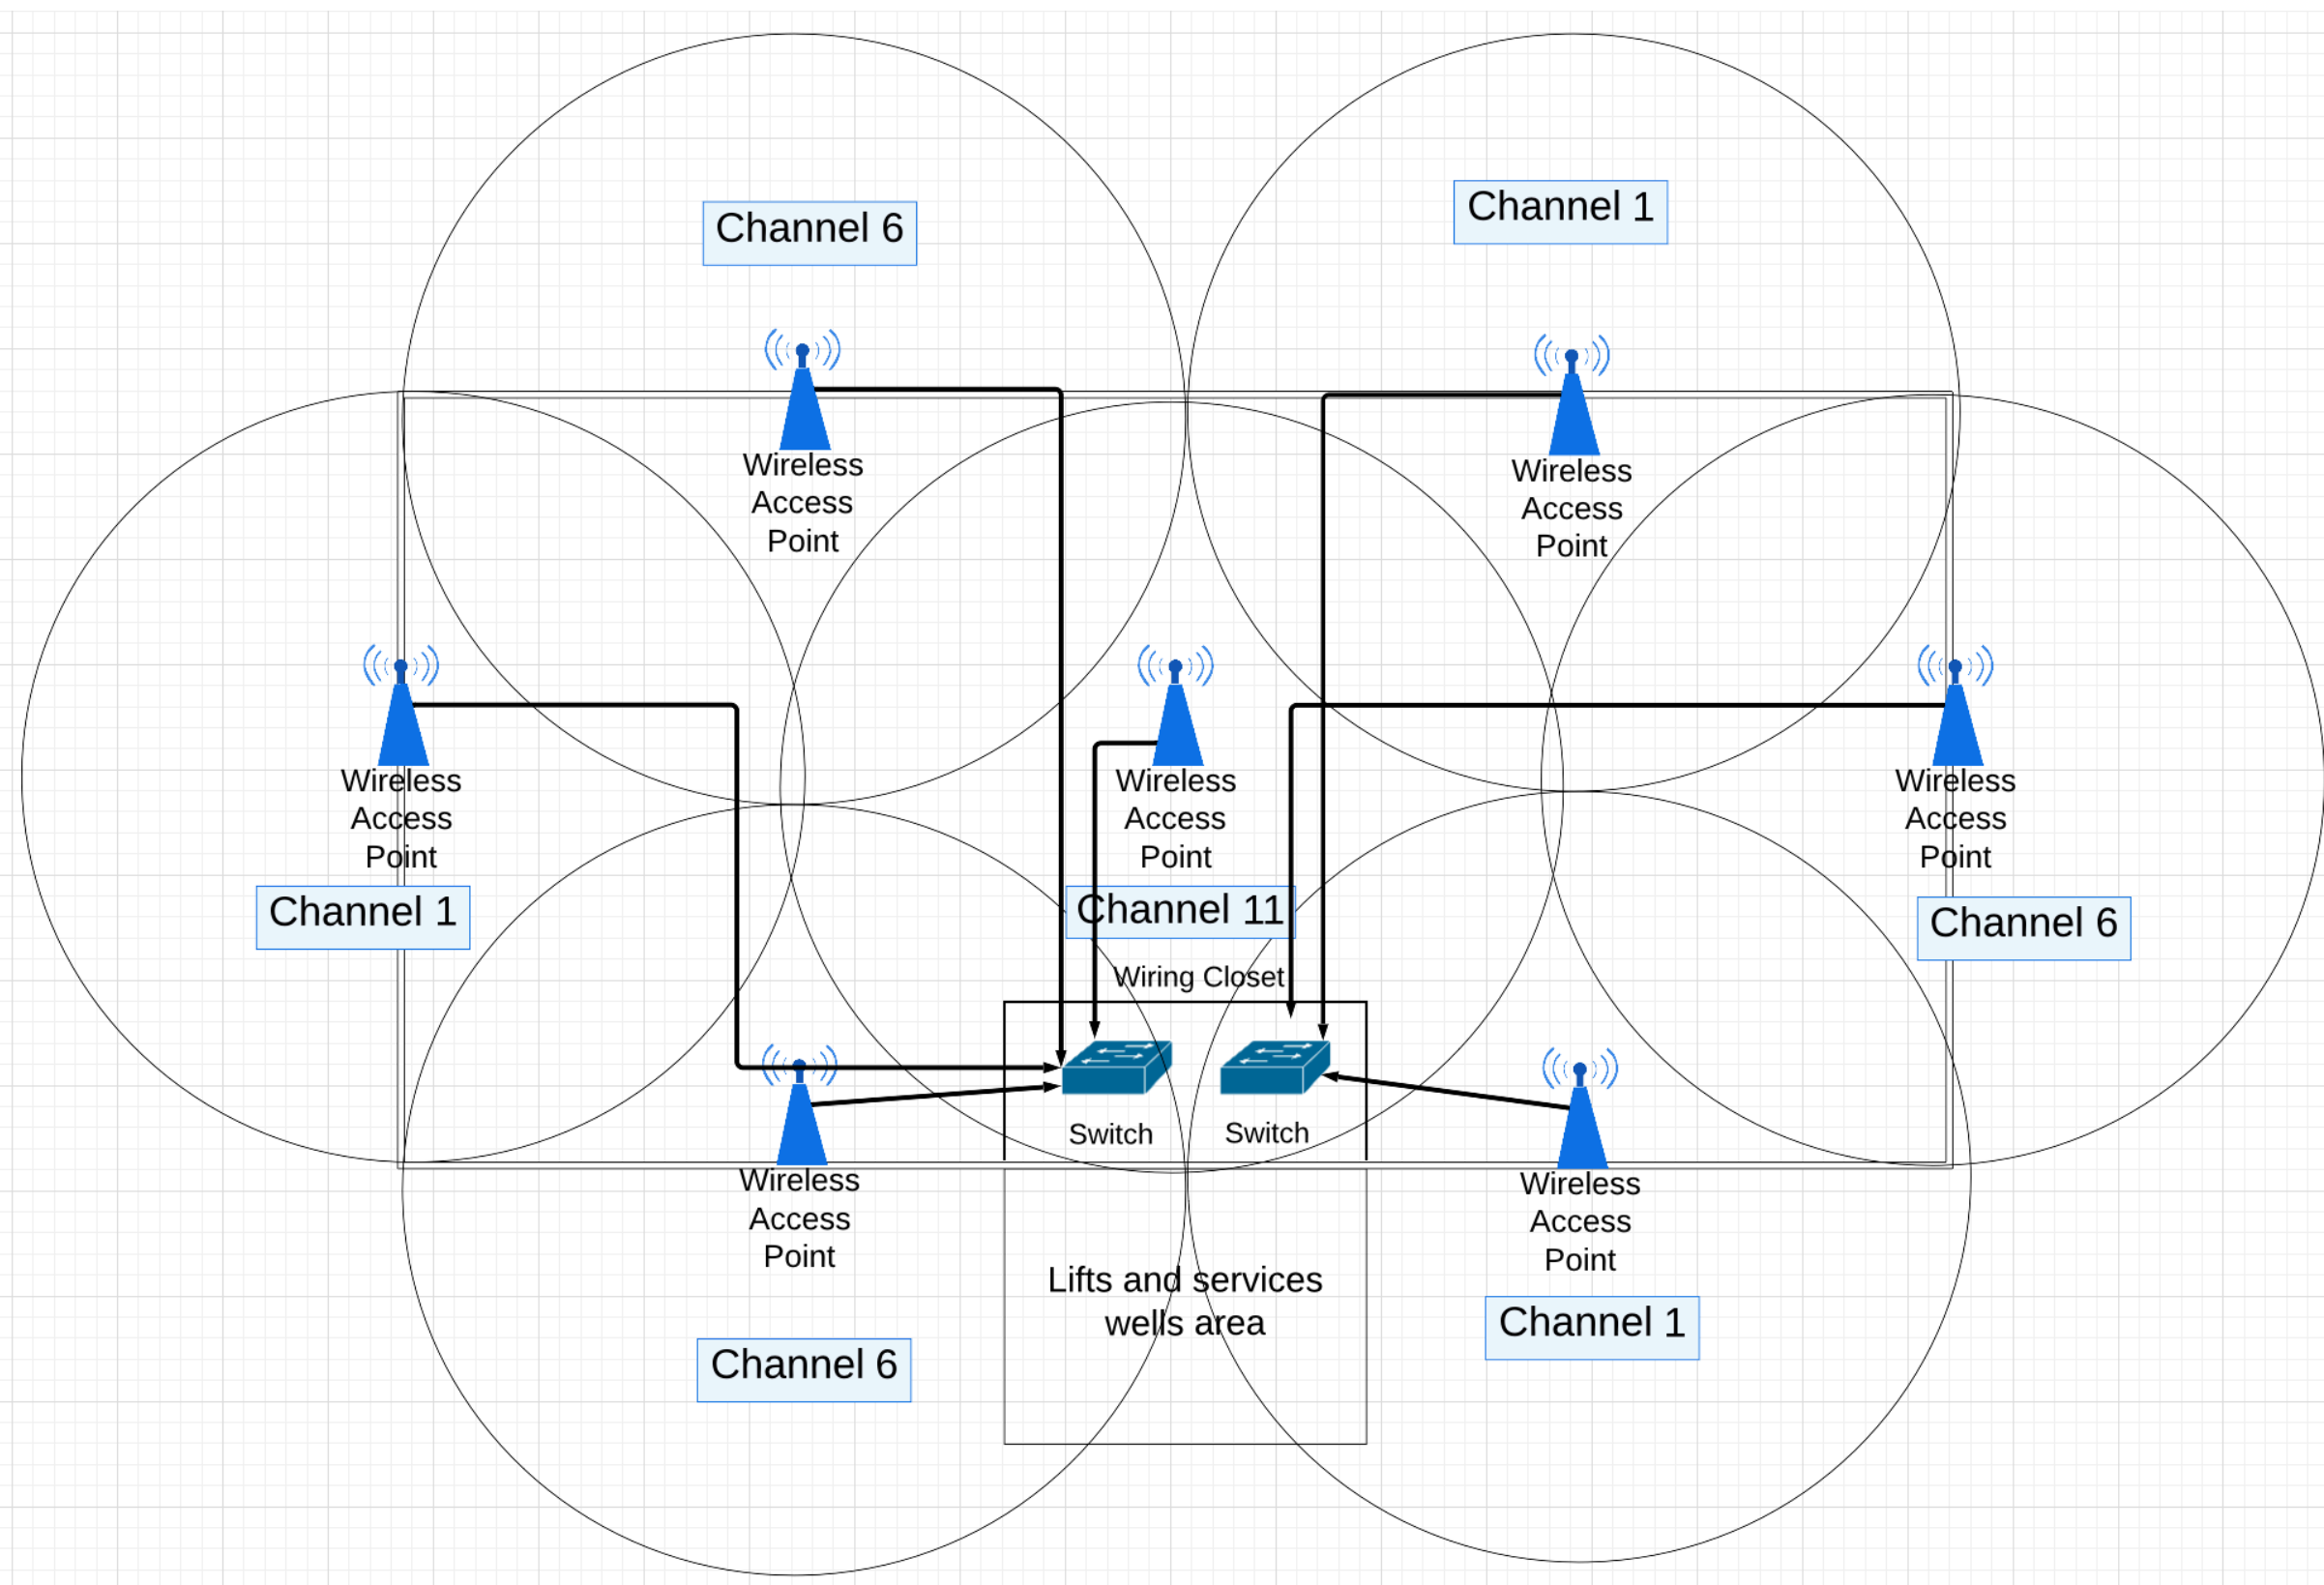 Channel 6
Channel 1
Wireless
Access
Point
Wireless
Access
Point
Wireless
Access
Point
Channel 1
Wireless
Access
Point
Channel 11
Wireless
Access
Point
Channel 6
Wiring Closet
Switch
Switch
Wireless
Access
Point
Wireless
Access
Point
Lifts and services
wells area
Channel 6
Channel 1